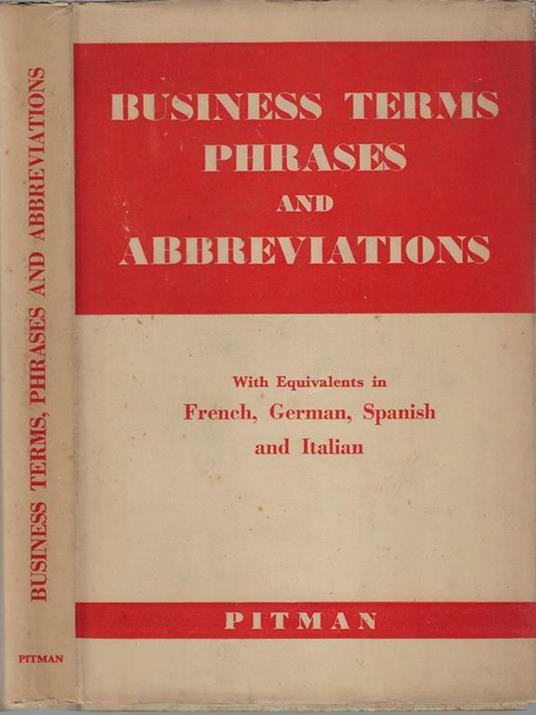 BUSINESS TERMS, PHRASES AND ABBREVIATIONS
PITMAN
BUSINESS TERMS
PHRASES
AND
ABBREVIATIONS
With Equivalents in
French, German, Spanish
and Italian
PITMAN